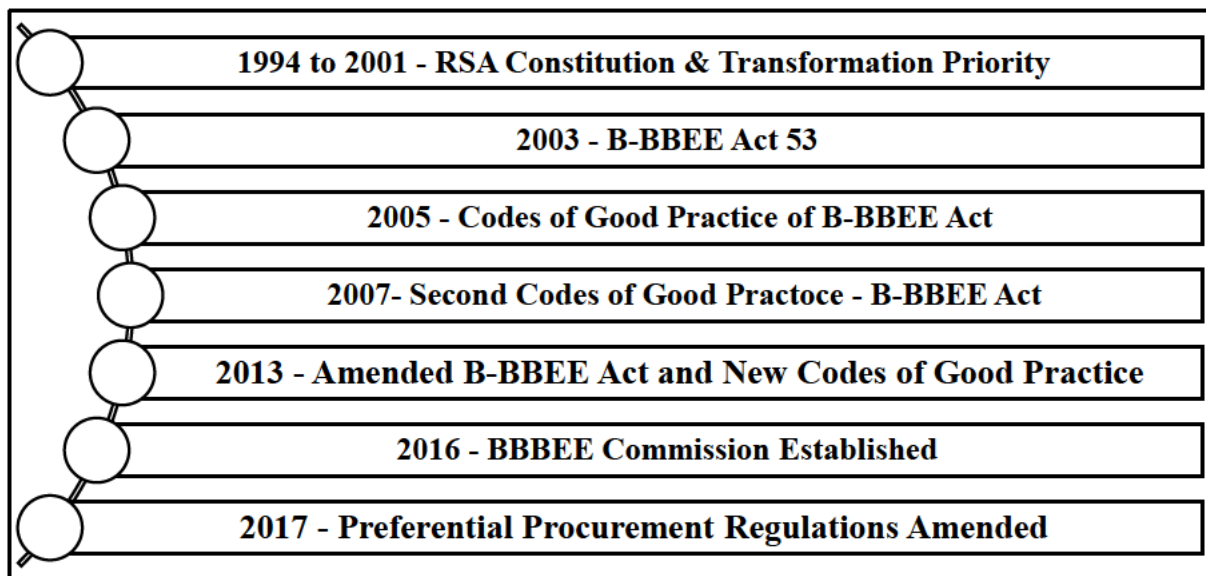 1994 to 2001 - RSA Constitution & Transformation Priority
2003 - B-BBEE Act 53
2005 - Codes of Good Practice of B-BBEE Act
2007- Second Codes of Good Practoce - B-BBEE Act
2013 - Amended B-BBEE Act and New Codes of Good Practice
2016 - BBBEE Commission Established
2017 - Preferential Procurement Regulations Amended